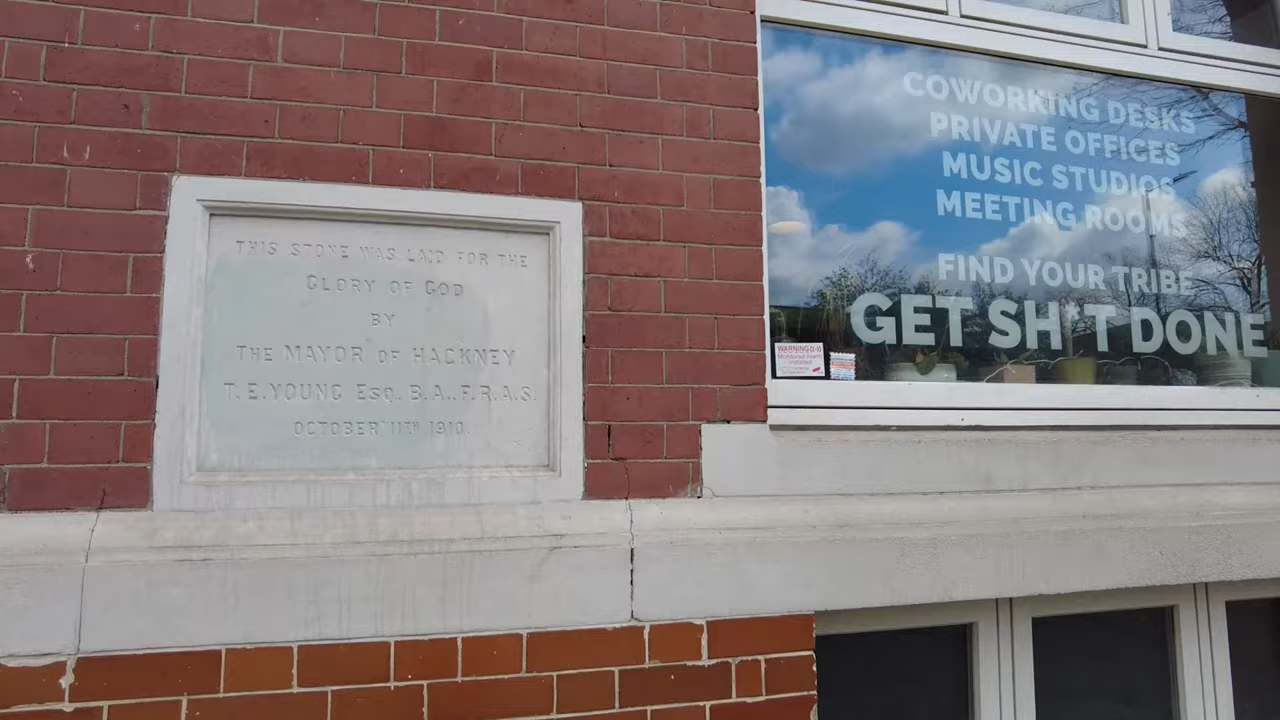 THIS STONE WAS LAID FOR THE
GLORY OF GOD
BY
THE MAYOR OF HACKNEY
T. E. YOUNG ESQ. B.A., F.R.A.S.
OCTOBER 11TH 1910.
COWORKING DESKS
PRIVATE OFFICES
MUSIC STUDIOS
MEETING ROOMS
FIND YOUR TRIBE
GET SH*T DONE
WARNING